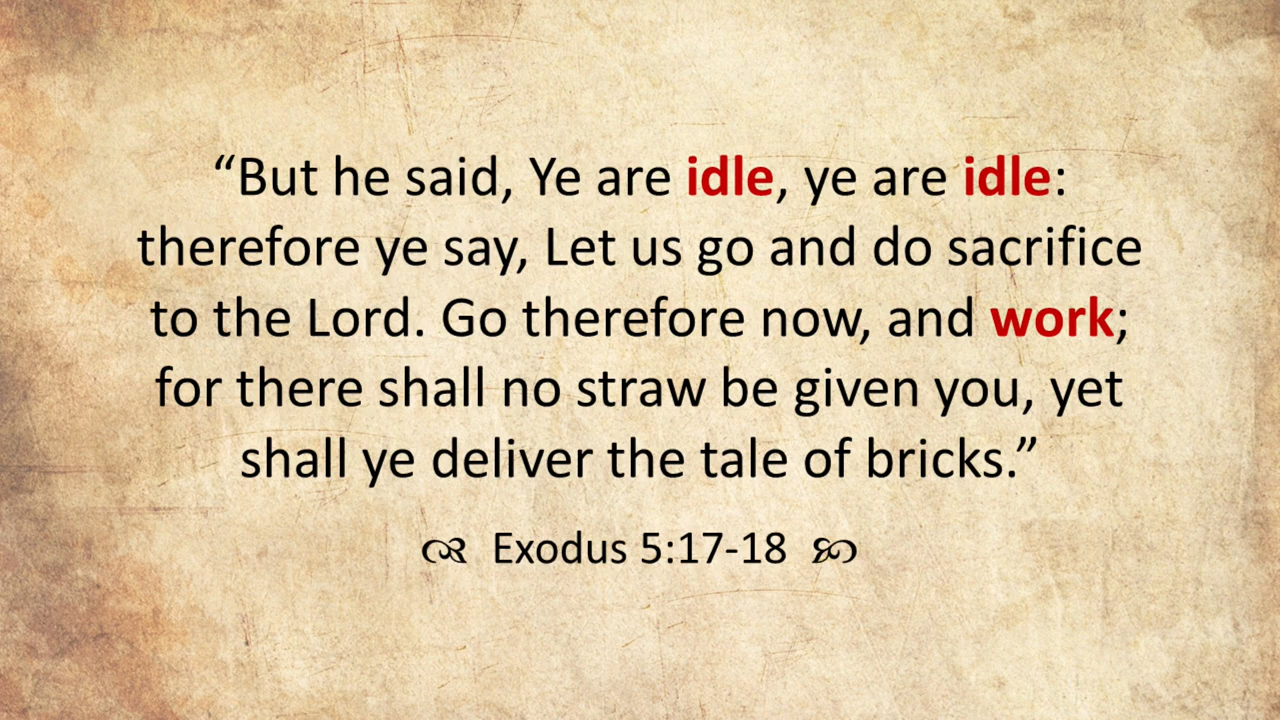 “But he said, Ye are idle, ye are idle:
therefore ye say, Let us go and do sacrifice
to the Lord. Go therefore now, and work;
for there shall no straw be given you, yet
shall ye deliver the tale of bricks.”
Exodus 5:17-18